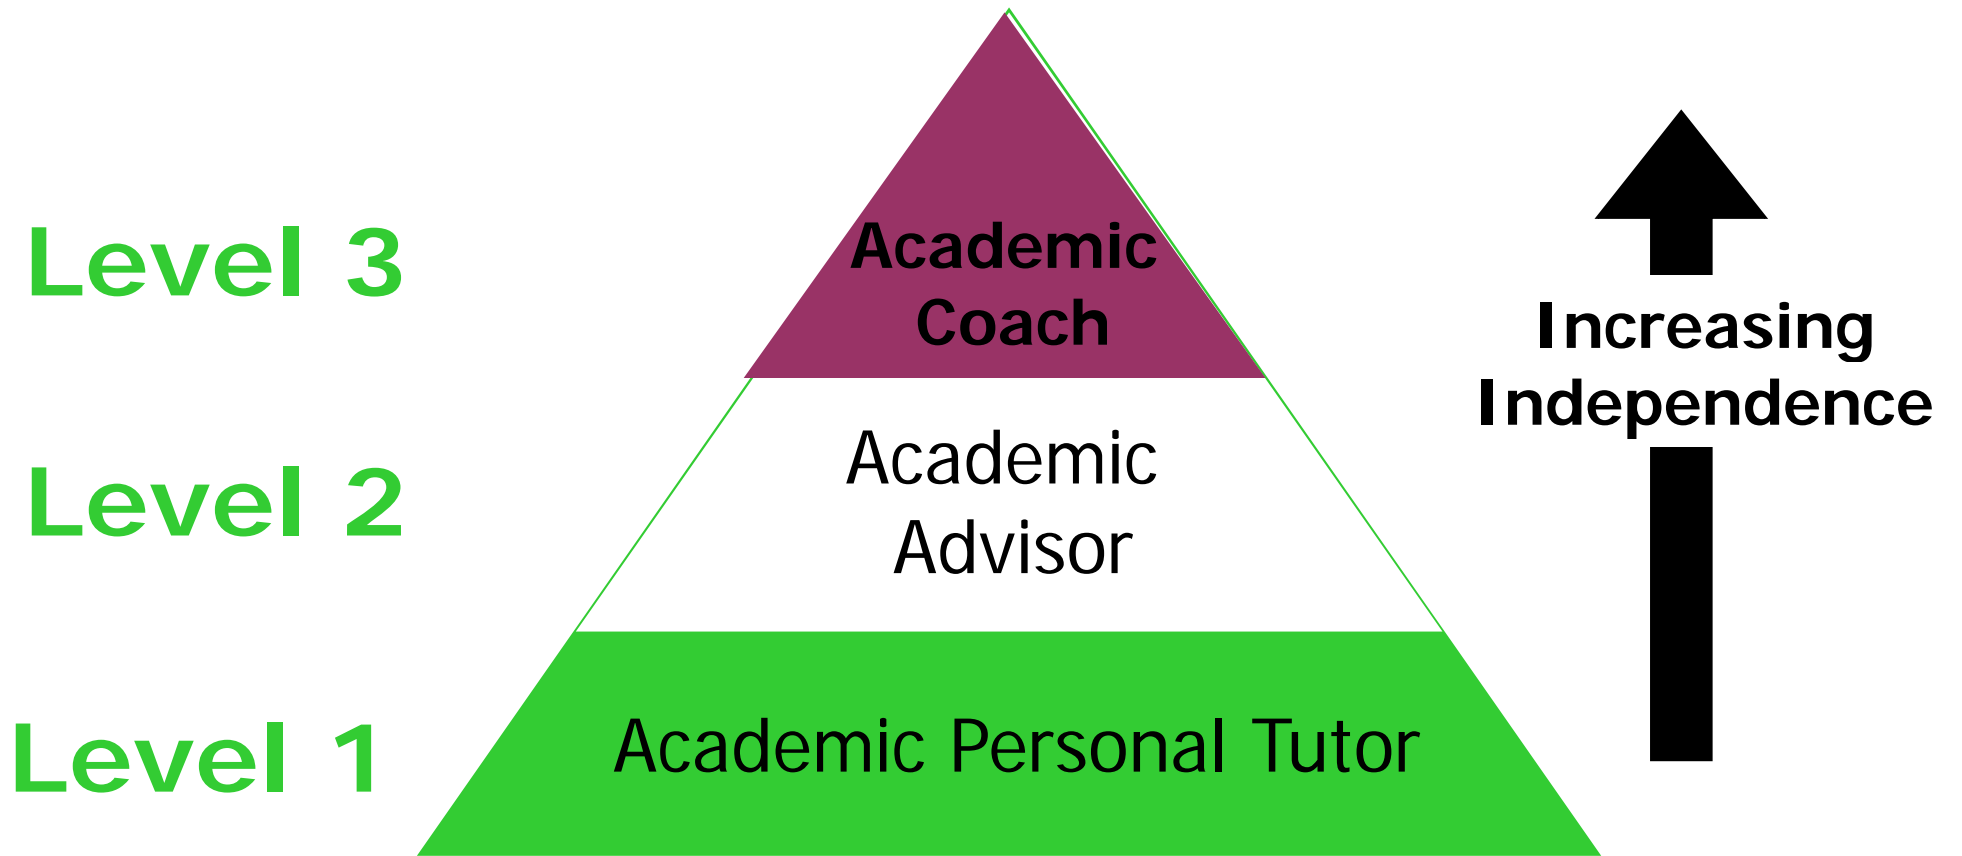 Level 3
Academic
Coach
Increasing
Independence
Level 2
Academic
Advisor
Level 1
Academic Personal Tutor